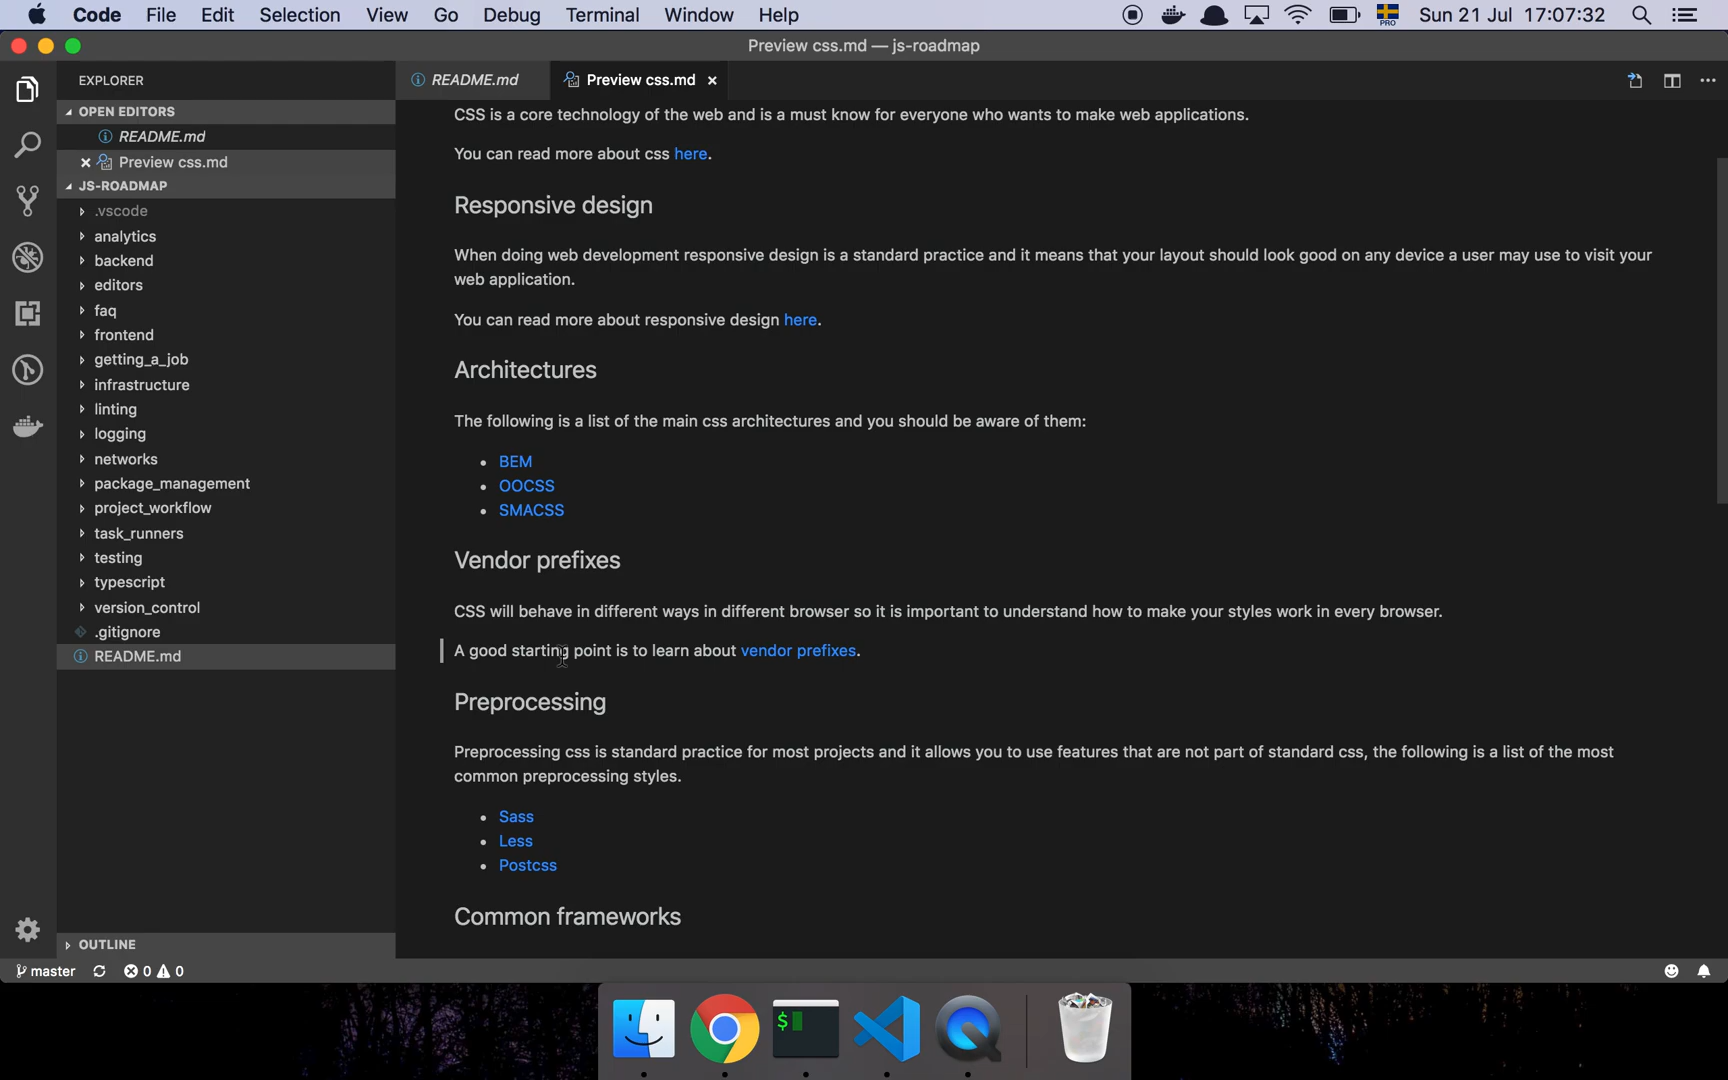 Code File Edit Selection View Go Debug Terminal Window Help PRO Sun 21 Jul 17:07:32
Preview css.md — js-roadmap
EXPLORER
OPEN EDITORS
README.md
Preview css.md
JS-ROADMAP
.vscode
analytics
backend
editors
faq
frontend
getting_a_job
infrastructure
linting
logging
networks
package_management
project_workflow
task_runners
testing
typescript
version_control
.gitignore
README.md
OUTLINE
README.md Preview css.md
CSS is a core technology of the web and is a must know for everyone who wants to make web applications.
You can read more about css here.
Responsive design
When doing web development responsive design is a standard practice and it means that your layout should look good on any device a user may use to visit your
web application.
You can read more about responsive design here.
Architectures
The following is a list of the main css architectures and you should be aware of them:
BEM
OOCSS
SMACSS
Vendor prefixes
CSS will behave in different ways in different browser so it is important to understand how to make your styles work in every browser.
A good starting point is to learn about vendor prefixes.
Preprocessing
Preprocessing css is standard practice for most projects and it allows you to use features that are not part of standard css, the following is a list of the most
common preprocessing styles.
Sass
Less
Postcss
Common frameworks
master 0 0
$